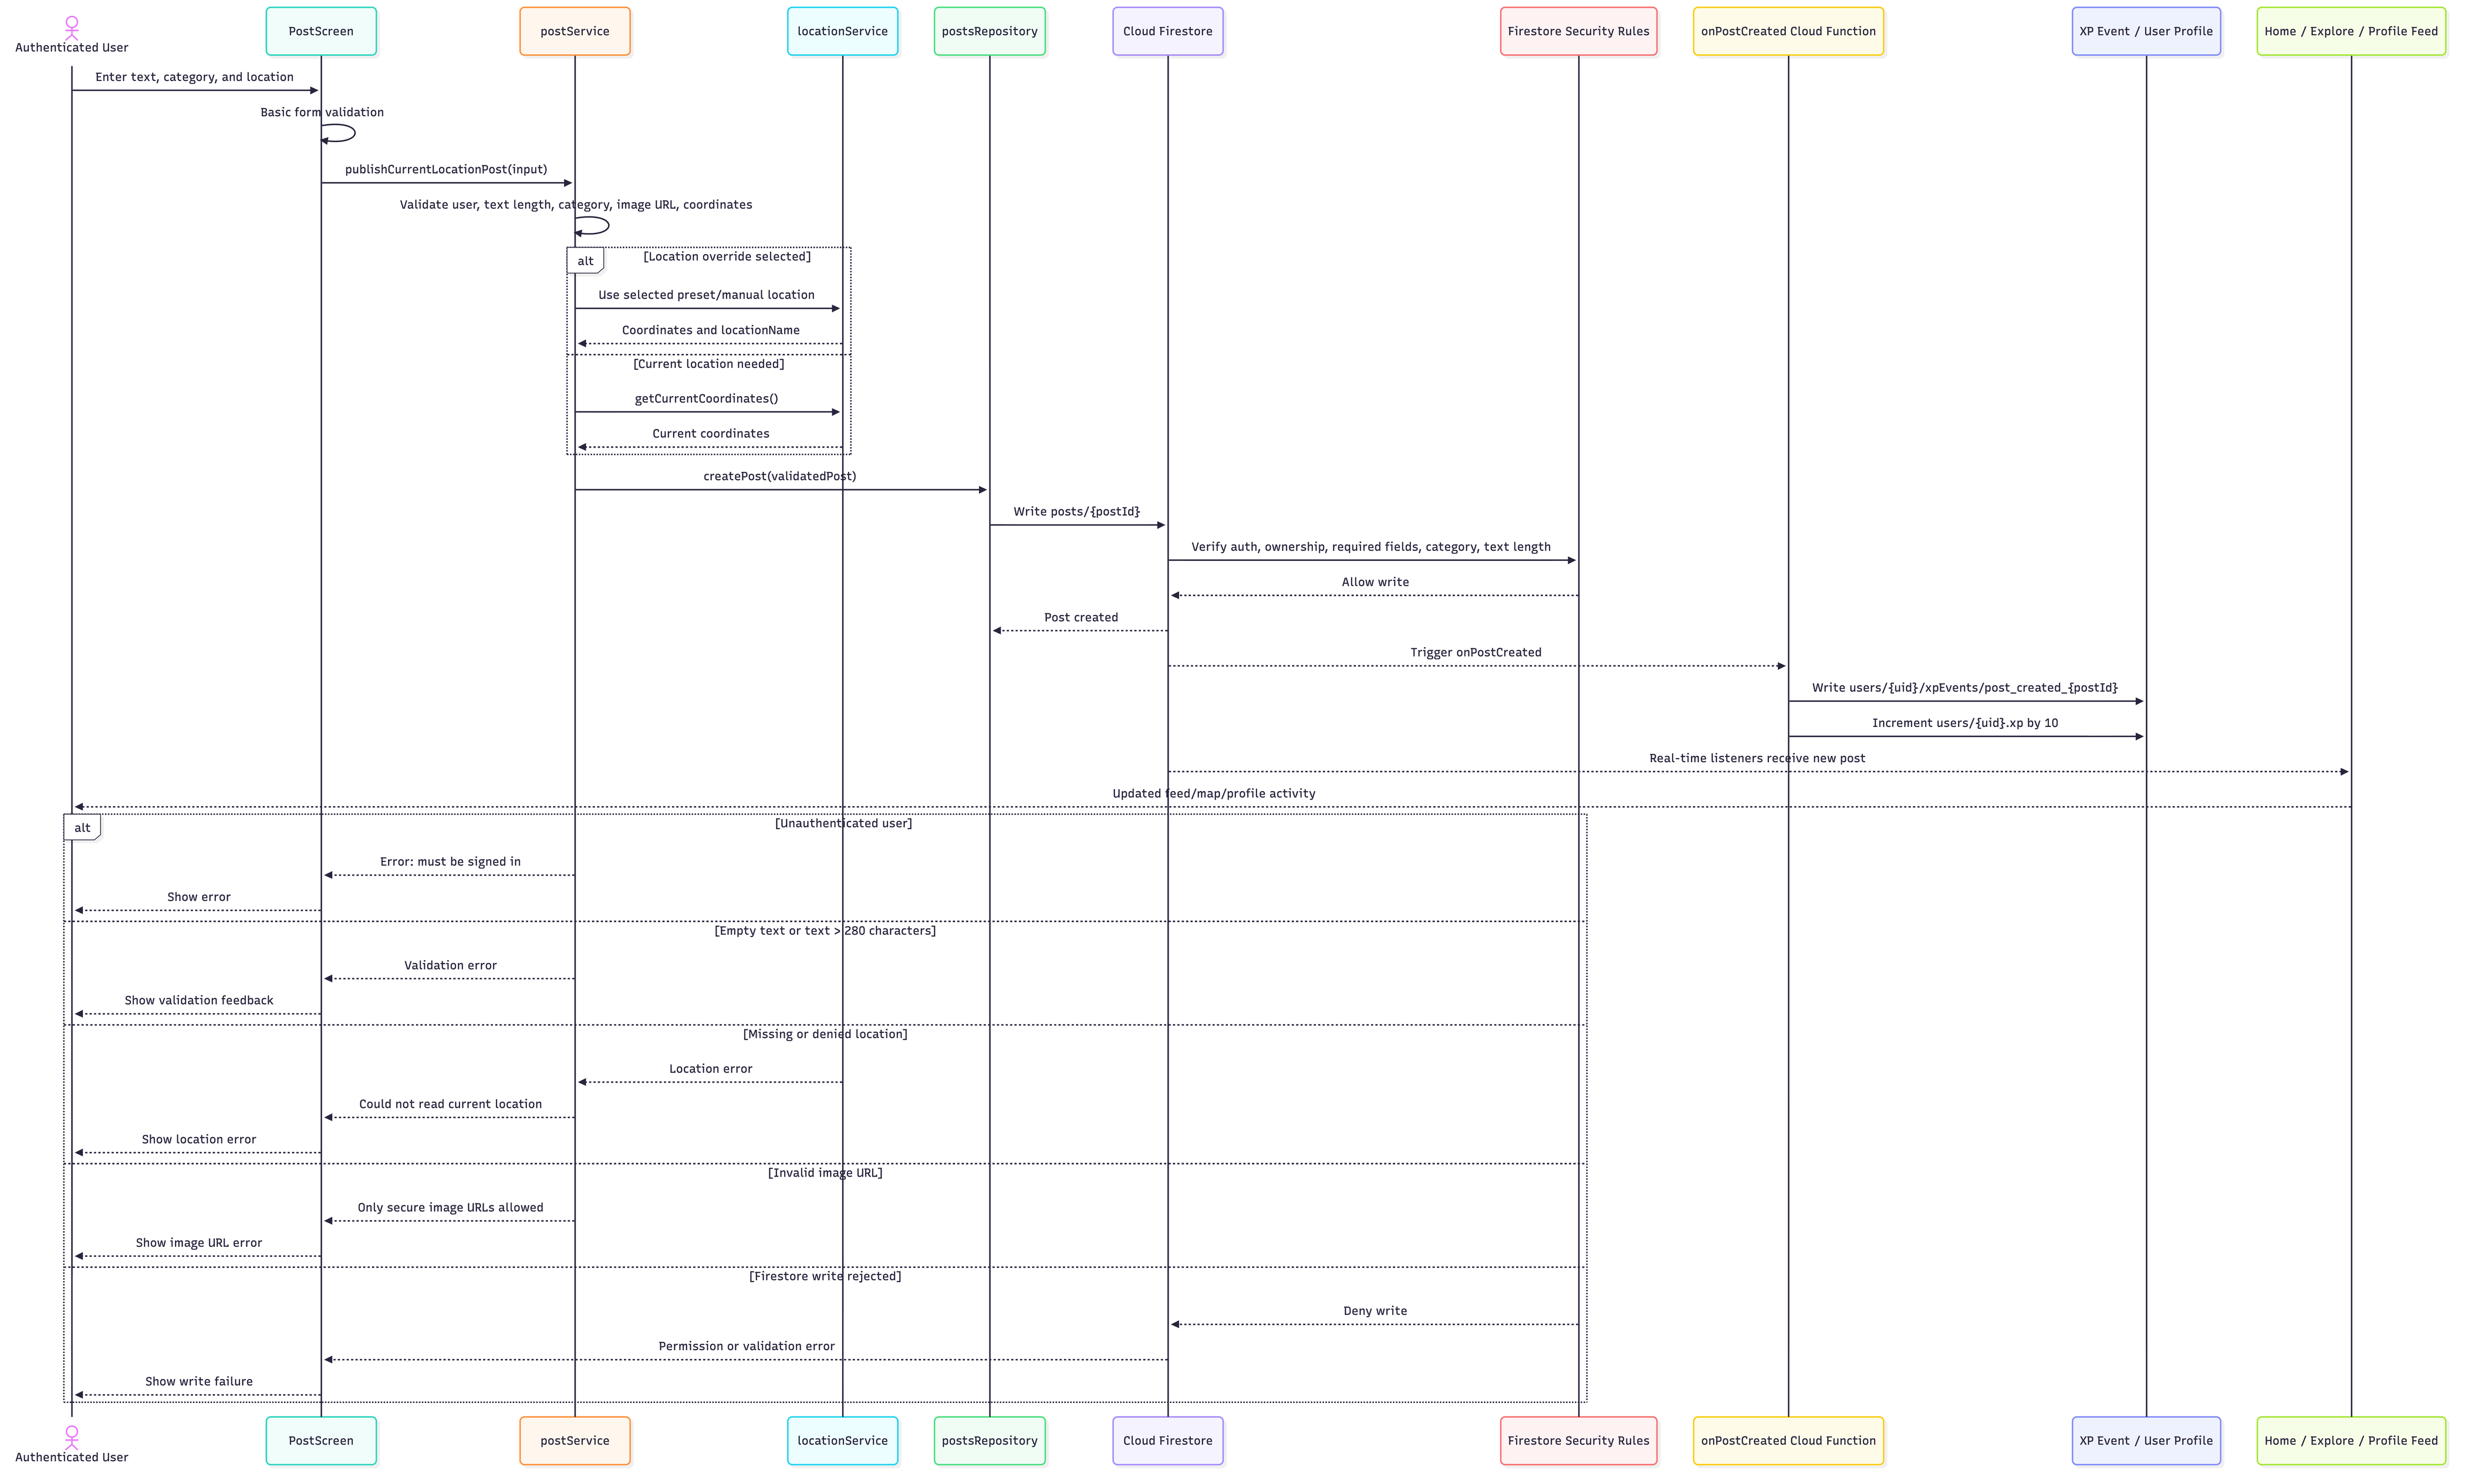 Authenticated User
PostScreen
postService
locationService
postsRepository
Cloud Firestore
Firestore Security Rules
onPostCreated Cloud Function
XP Event / User Profile
Home / Explore / Profile Feed
Enter text, category, and location
Basic form validation
publishCurrentLocationPost(input)
Validate user, text length, category, image URL, coordinates
alt
[Location override selected]
Use selected preset/manual location
Coordinates and locationName
[Current location needed]
getCurrentCoordinates()
Current coordinates
createPost(validatedPost)
Write posts/{postId}
Verify auth, ownership, required fields, category, text length
Allow write
Post created
Trigger onPostCreated
Write users/{uid}/xpEvents/post_created_{postId}
Increment users/{uid}.xp by 10
Real-time listeners receive new post
Updated feed/map/profile activity
alt
[Unauthenticated user]
Error: must be signed in
Show error
[Empty text or text > 280 characters]
Validation error
Show validation feedback
[Missing or denied location]
Location error
Could not read current location
Show location error
[Invalid image URL]
Only secure image URLs allowed
Show image URL error
[Firestore write rejected]
Deny write
Permission or validation error
Show write failure
Authenticated User
PostScreen
postService
locationService
postsRepository
Cloud Firestore
Firestore Security Rules
onPostCreated Cloud Function
XP Event / User Profile
Home / Explore / Profile Feed